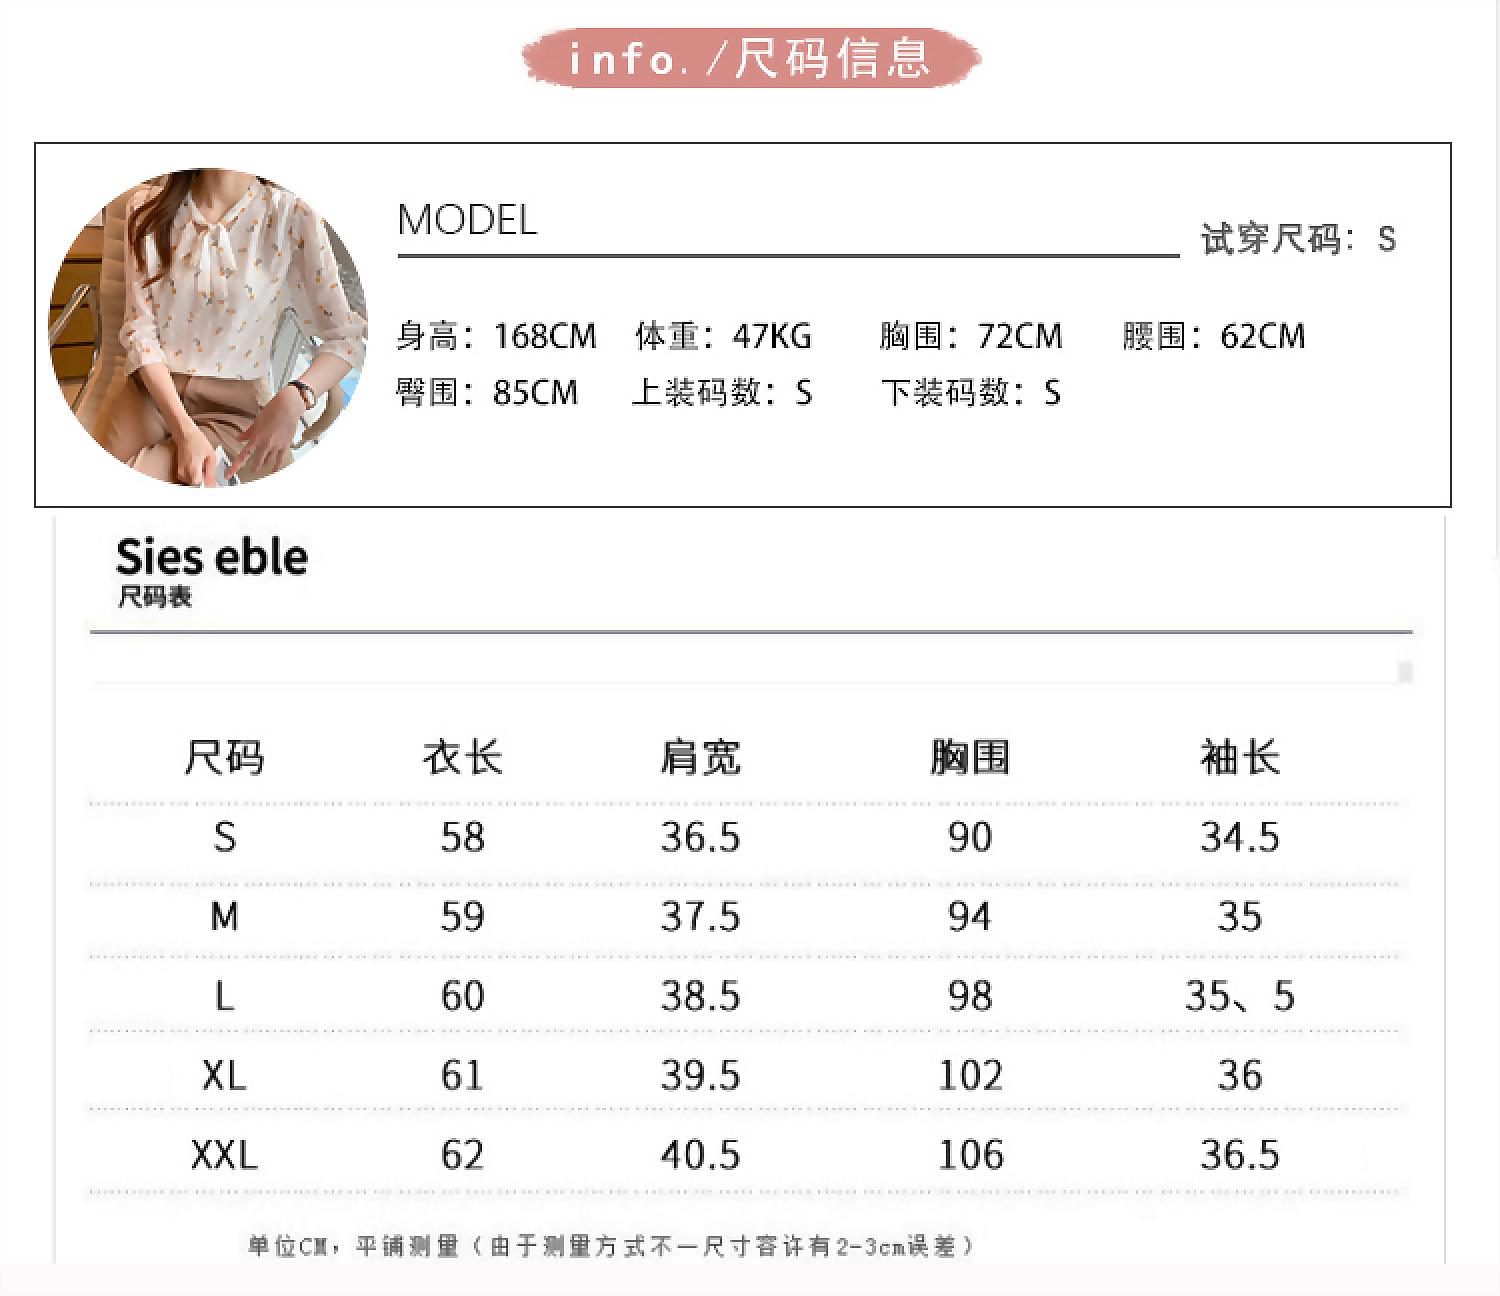 info. /尺码信息
MODEL
试穿尺码：S
身高：168CM 体重：47KG 胸围：72CM 腰围：62CM
臀围：85CM 上装码数：S 下装码数：S
Sies eble
尺码表
尺码 衣长 肩宽 胸围 袖长
S 58 36.5 90 34.5
M 59 37.5 94 35
L 60 38.5 98 35、5
XL 61 39.5 102 36
XXL 62 40.5 106 36.5
单位CM，平铺测量（由于测量方式不一尺寸容许有2-3cm误差）